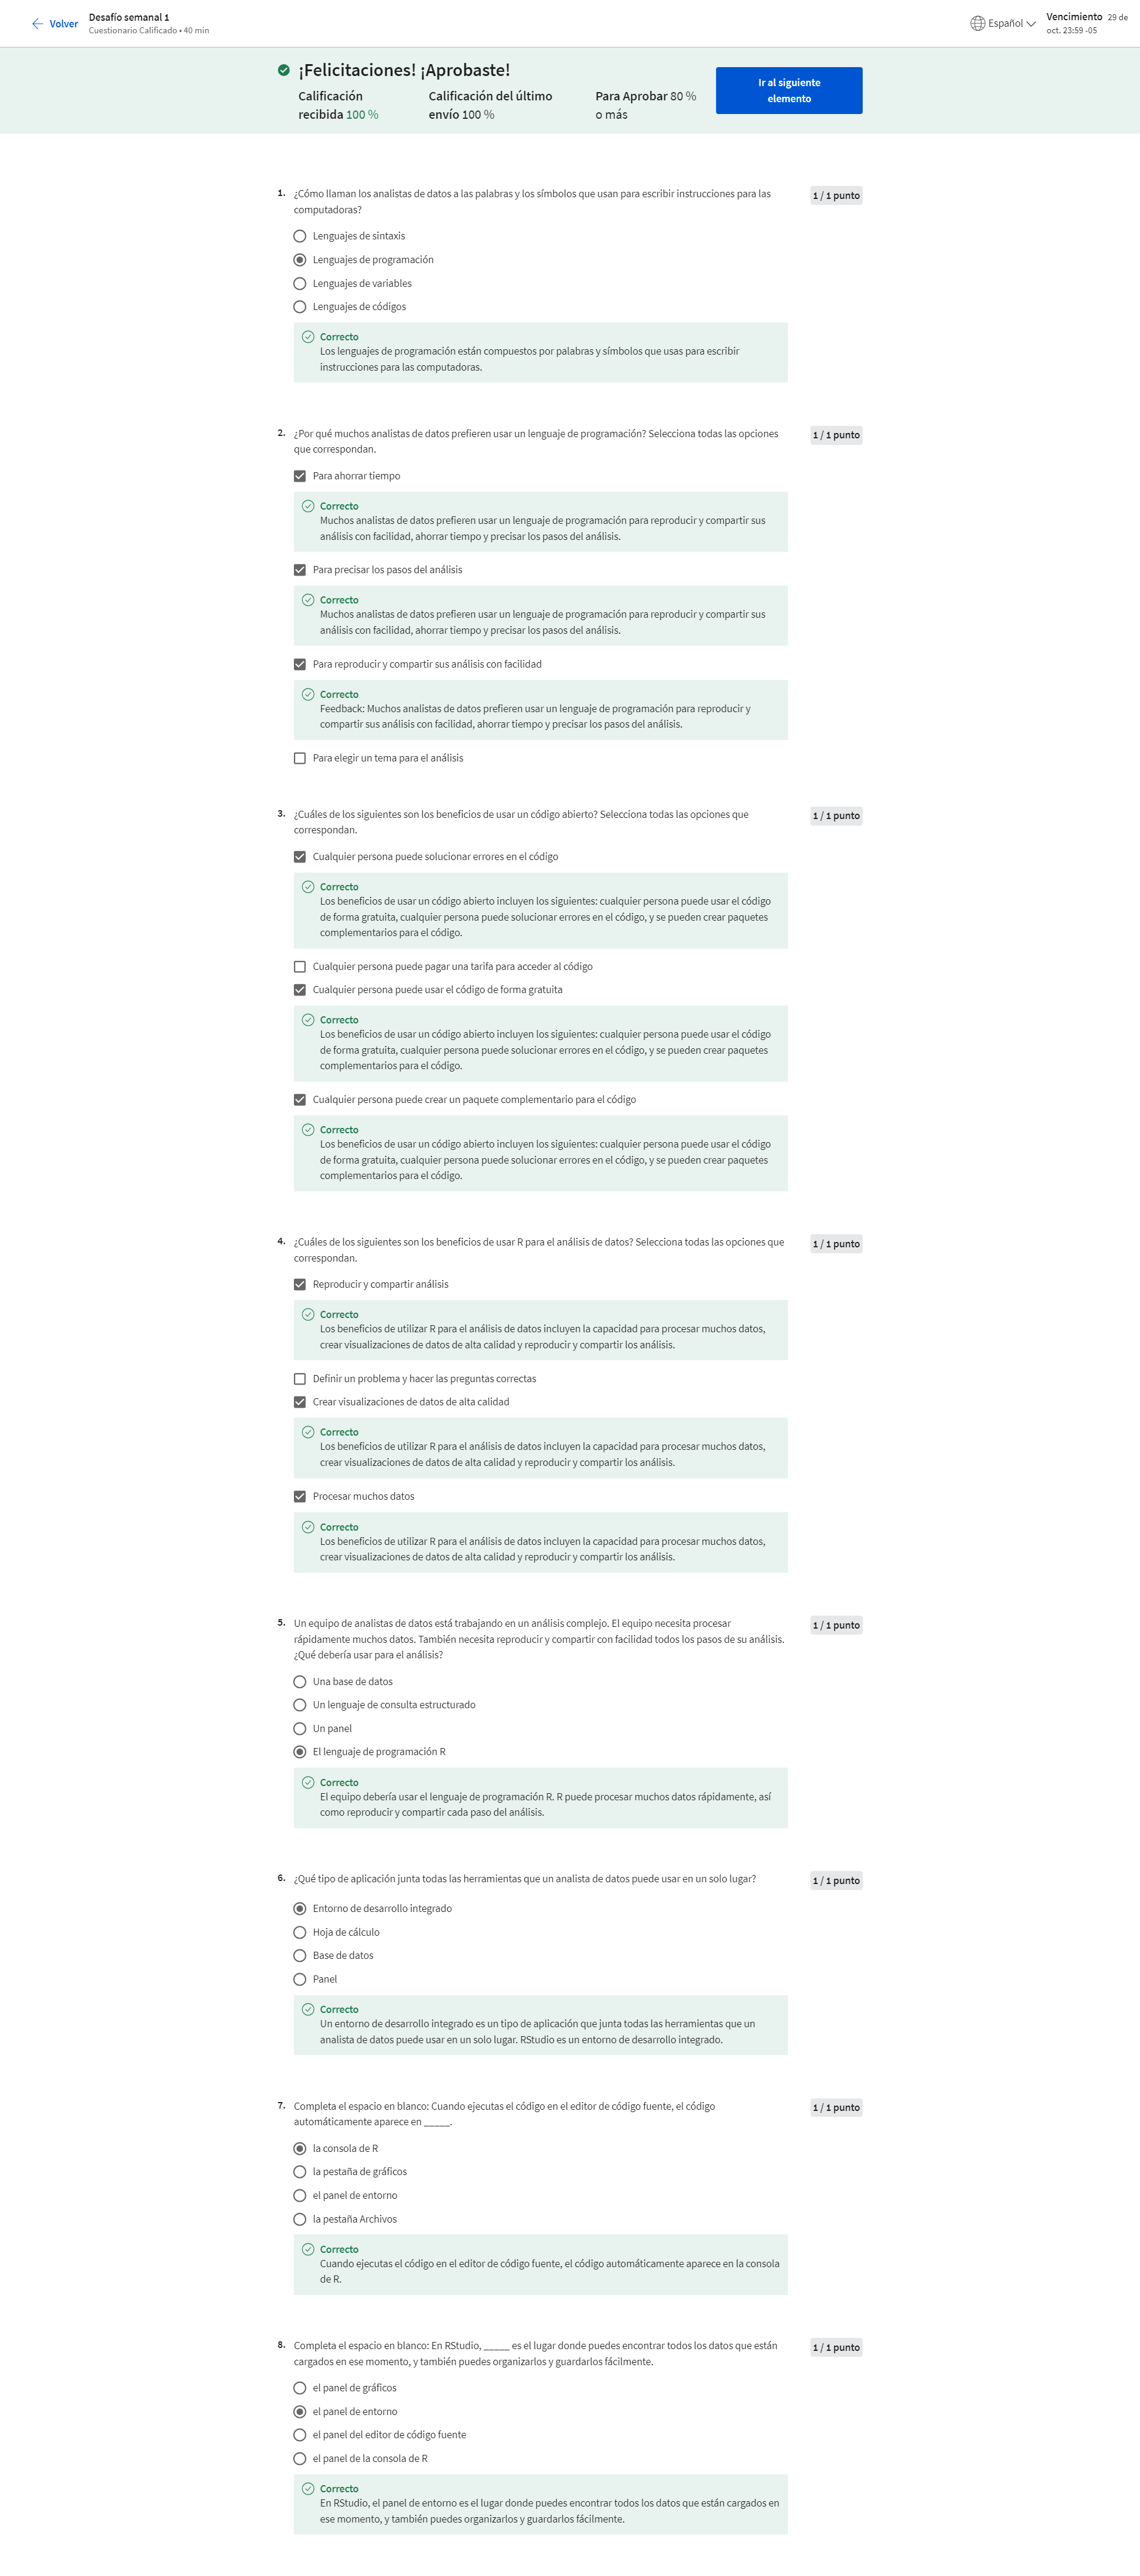 Volver
Desafío semanal 1
Cuestionario Calificado • 40 min
Español
Vencimiento 29 de
oct. 23:59 -05
¡Felicitaciones! ¡Aprobaste!
Calificación
recibida 100 %
Calificación del último
envío 100 %
Para Aprobar 80 %
o más
Ir al siguiente
elemento
1. ¿Cómo llaman los analistas de datos a las palabras y los símbolos que usan para escribir instrucciones para las
computadoras?
1 / 1 punto
Lenguajes de sintaxis
Lenguajes de programación
Lenguajes de variables
Lenguajes de códigos
Correcto
Los lenguajes de programación están compuestos por palabras y símbolos que usas para escribir
instrucciones para las computadoras.
2. ¿Por qué muchos analistas de datos prefieren usar un lenguaje de programación? Selecciona todas las opciones
que correspondan.
1 / 1 punto
Para ahorrar tiempo
Correcto
Muchos analistas de datos prefieren usar un lenguaje de programación para reproducir y compartir sus
análisis con facilidad, ahorrar tiempo y precisar los pasos del análisis.
Para precisar los pasos del análisis
Correcto
Muchos analistas de datos prefieren usar un lenguaje de programación para reproducir y compartir sus
análisis con facilidad, ahorrar tiempo y precisar los pasos del análisis.
Para reproducir y compartir sus análisis con facilidad
Correcto
Feedback: Muchos analistas de datos prefieren usar un lenguaje de programación para reproducir y
compartir sus análisis con facilidad, ahorrar tiempo y precisar los pasos del análisis.
Para elegir un tema para el análisis
3. ¿Cuáles de los siguientes son los beneficios de usar un código abierto? Selecciona todas las opciones que
correspondan.
1 / 1 punto
Cualquier persona puede solucionar errores en el código
Correcto
Los beneficios de usar un código abierto incluyen los siguientes: cualquier persona puede usar el código
de forma gratuita, cualquier persona puede solucionar errores en el código, y se pueden crear paquetes
complementarios para el código.
Cualquier persona puede pagar una tarifa para acceder al código
Cualquier persona puede usar el código de forma gratuita
Correcto
Los beneficios de usar un código abierto incluyen los siguientes: cualquier persona puede usar el código
de forma gratuita, cualquier persona puede solucionar errores en el código, y se pueden crear paquetes
complementarios para el código.
Cualquier persona puede crear un paquete complementario para el código
Correcto
Los beneficios de usar un código abierto incluyen los siguientes: cualquier persona puede usar el código
de forma gratuita, cualquier persona puede solucionar errores en el código, y se pueden crear paquetes
complementarios para el código.
4. ¿Cuáles de los siguientes son los beneficios de usar R para el análisis de datos? Selecciona todas las opciones que
correspondan.
1 / 1 punto
Reproducir y compartir análisis
Correcto
Los beneficios de utilizar R para el análisis de datos incluyen la capacidad para procesar muchos datos,
crear visualizaciones de datos de alta calidad y reproducir y compartir los análisis.
Definir un problema y hacer las preguntas correctas
Crear visualizaciones de datos de alta calidad
Correcto
Los beneficios de utilizar R para el análisis de datos incluyen la capacidad para procesar muchos datos,
crear visualizaciones de datos de alta calidad y reproducir y compartir los análisis.
Procesar muchos datos
Correcto
Los beneficios de utilizar R para el análisis de datos incluyen la capacidad para procesar muchos datos,
crear visualizaciones de datos de alta calidad y reproducir y compartir los análisis.
5. Un equipo de analistas de datos está trabajando en un análisis complejo. El equipo necesita procesar
rápidamente muchos datos. También necesita reproducir y compartir con facilidad todos los pasos de su análisis.
¿Qué debería usar para el análisis?
1 / 1 punto
Una base de datos
Un lenguaje de consulta estructurado
Un panel
El lenguaje de programación R
Correcto
El equipo debería usar el lenguaje de programación R. R puede procesar muchos datos rápidamente, así
como reproducir y compartir cada paso del análisis.
6. ¿Qué tipo de aplicación junta todas las herramientas que un analista de datos puede usar en un solo lugar?
1 / 1 punto
Entorno de desarrollo integrado
Hoja de cálculo
Base de datos
Panel
Correcto
Un entorno de desarrollo integrado es un tipo de aplicación que junta todas las herramientas que un
analista de datos puede usar en un solo lugar. RStudio es un entorno de desarrollo integrado.
7. Completa el espacio en blanco: Cuando ejecutas el código en el editor de código fuente, el código
automáticamente aparece en _____.
1 / 1 punto
la consola de R
la pestaña de gráficos
el panel de entorno
la pestaña Archivos
Correcto
Cuando ejecutas el código en el editor de código fuente, el código automáticamente aparece en la consola
de R.
8. Completa el espacio en blanco: En RStudio, _____ es el lugar donde puedes encontrar todos los datos que están
cargados en ese momento, y también puedes organizarlos y guardarlos fácilmente.
1 / 1 punto
el panel de gráficos
el panel de entorno
el panel del editor de código fuente
el panel de la consola de R
Correcto
En RStudio, el panel de entorno es el lugar donde puedes encontrar todos los datos que están cargados en
ese momento, y también puedes organizarlos y guardarlos fácilmente.